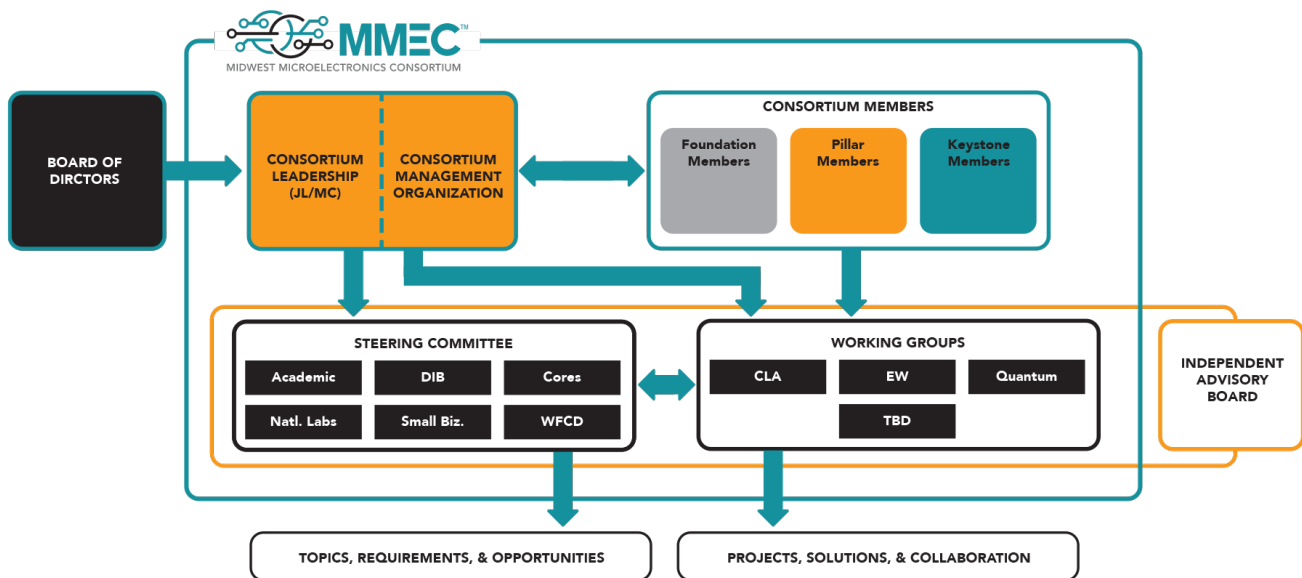 MMEC™
MIDWEST MICROELECTRONICS CONSORTIUM
BOARD OF
DIRCTORS
CONSORTIUM
LEADERSHIP
(JL/MC)
CONSORTIUM
MANAGEMENT
ORGANIZATION
CONSORTIUM MEMBERS
Foundation
Members
Pillar
Members
Keystone
Members
STEERING COMMITTEE
Academic
DIB
Cores
Natl. Labs
Small Biz.
WFCD
WORKING GROUPS
CLA
EW
Quantum
TBD
INDEPENDENT
ADVISORY
BOARD
TOPICS, REQUIREMENTS, & OPPORTUNITIES
PROJECTS, SOLUTIONS, & COLLABORATION